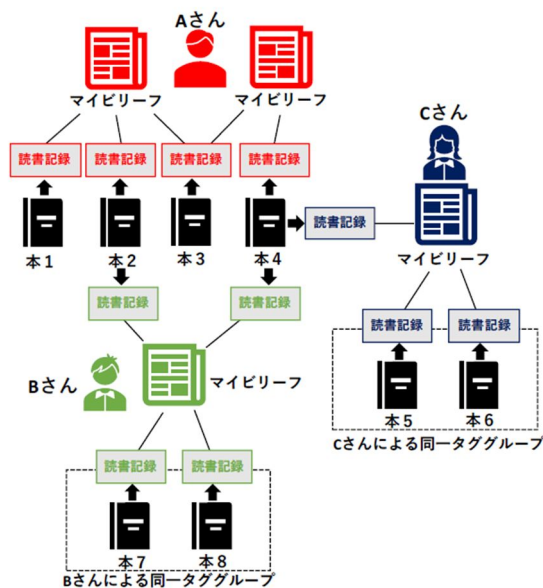 Aさん
マイビリーフ
マイビリーフ
Cさん
読書記録
読書記録
読書記録
読書記録
本1
本2
本3
本4
読書記録
マイビリーフ
読書記録
読書記録
Bさん
マイビリーフ
読書記録
読書記録
本5
本6
Cさんによる同一タググループ
読書記録
読書記録
本7
本8
Bさんによる同一タググループ